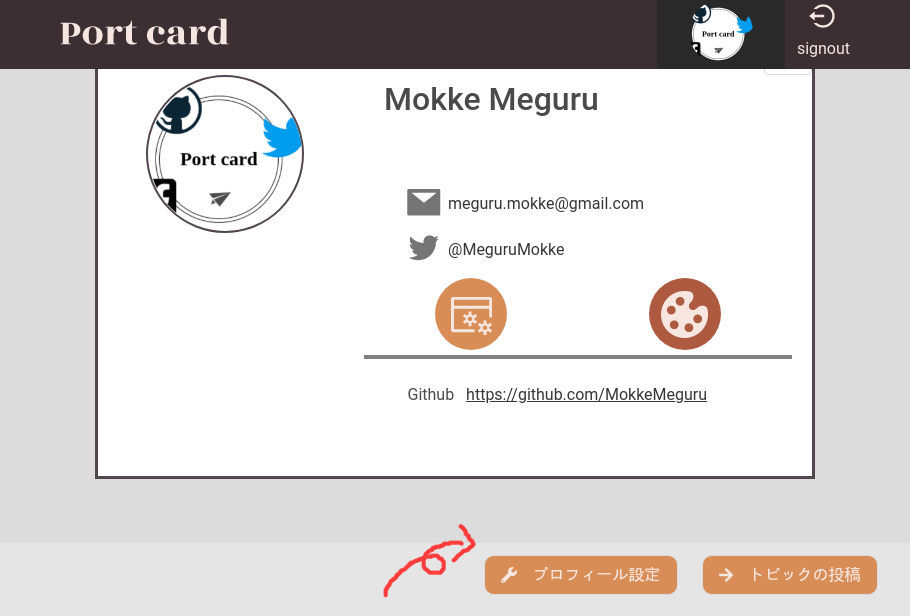 Port card
Port card
signout
Port card
Mokke Meguru
meguru.mokke@gmail.com
@MeguruMokke
Github https://github.com/MokkeMeguru
プロフィール設定
トピックの投稿